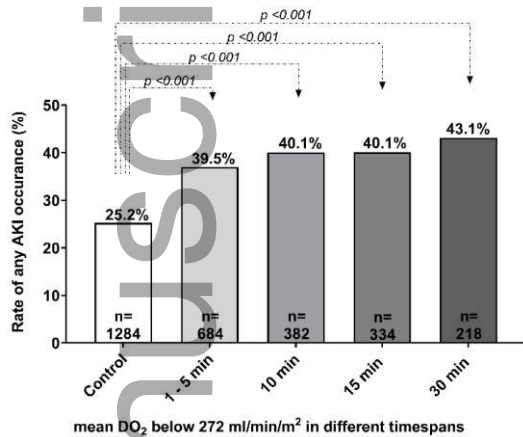 p <0.001
p <0.001
p <0.001
p <0.001
Rate of any AKI occurance (%)
50
40
30
20
10
0
25.2%
39.5%
40.1%
40.1%
43.1%
n=
1284
n=
684
n=
382
n=
334
n=
218
Control
1 - 5 min
10 min
15 min
30 min
mean DO₂ below 272 ml/min/m² in different timespans
nuscri